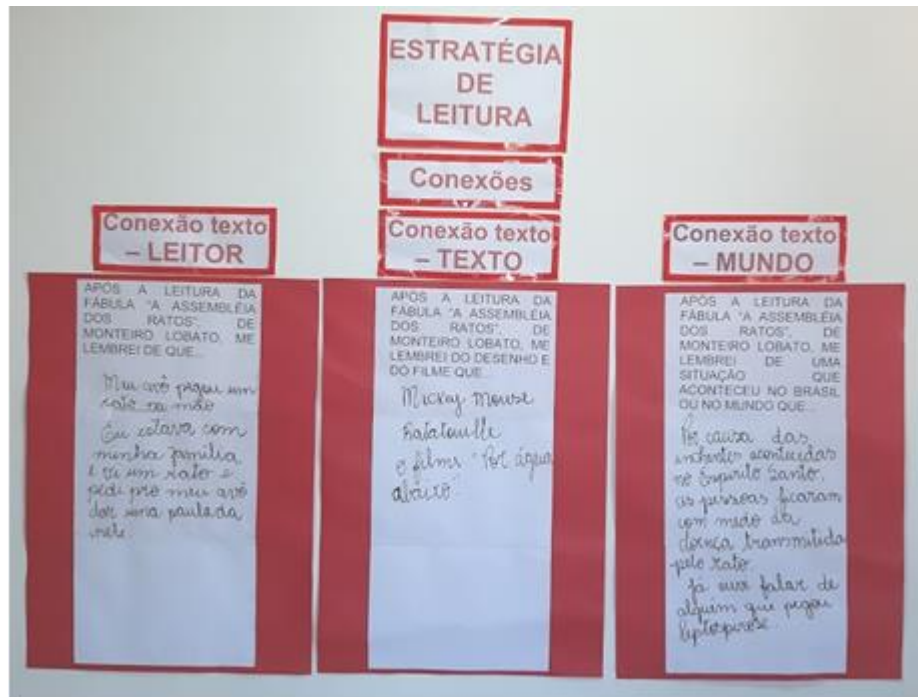 ESTRATÉGIA
DE
LEITURA
Conexões
Conexão texto
– LEITOR
APÓS A LEITURA DA
FÁBULA "A ASSEMBLÉIA
DOS RATOS", DE
MONTEIRO LOBATO, ME
LEMBREI DE QUE...
Meu avô pegou um
rato na mão
Eu estava com
minha família
e vi um rato e
pedi pro meu avô
dar uma paulada
nele.
Conexão texto
– TEXTO
APÓS A LEITURA DA
FÁBULA "A ASSEMBLÉIA
DOS RATOS", DE
MONTEIRO LOBATO, ME
LEMBREI DO DESENHO E
DO FILME QUE...
Mickey Mouse
Ratatouille
o filme "Por água
abaixo"
Conexão texto
– MUNDO
APÓS A LEITURA DA
FÁBULA "A ASSEMBLÉIA
DOS RATOS", DE
MONTEIRO LOBATO, ME
LEMBREI DE UMA
SITUAÇÃO QUE
ACONTECEU NO BRASIL
OU NO MUNDO QUE...
Por causa das
enchentes acontecidas
no Espírito Santo,
as pessoas ficaram
com medo da
doença transmitida
pelo rato.
Já ouvi falar de
alguém que pegou
leptospirose